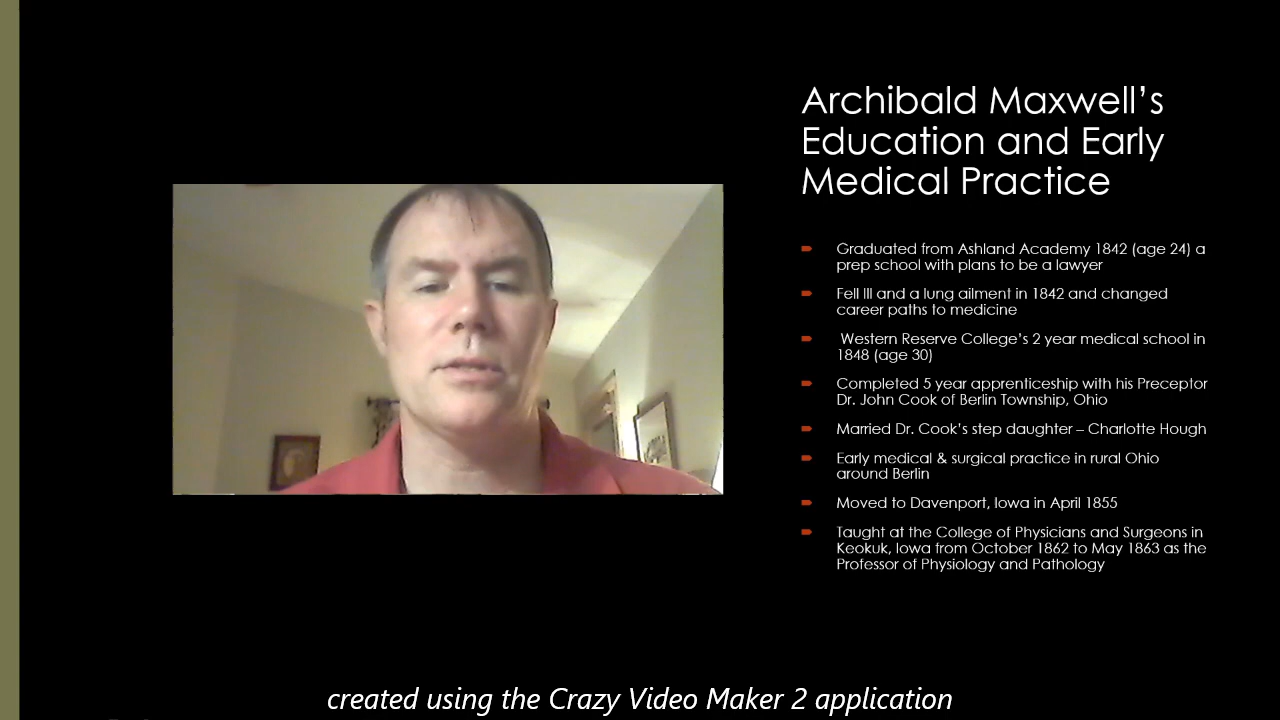 Archibald Maxwell’s
Education and Early
Medical Practice
Graduated from Ashland Academy 1842 (age 24) a
prep school with plans to be a lawyer
Fell Ill and a lung ailment in 1842 and changed
career paths to medicine
Western Reserve College’s 2 year medical school in
1848 (age 30)
Completed 5 year apprenticeship with his Preceptor
Dr. John Cook of Berlin Township, Ohio
Married Dr. Cook’s step daughter – Charlotte Hough
Early medical & surgical practice in rural Ohio
around Berlin
Moved to Davenport, Iowa in April 1855
Taught at the College of Physicians and Surgeons in
Keokuk, Iowa from October 1862 to May 1863 as the
Professor of Physiology and Pathology
created using the Crazy Video Maker 2 application